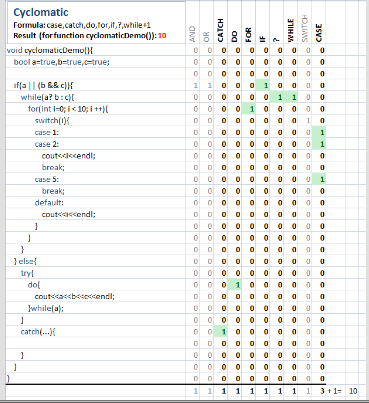 Cyclomatic
Formula:case,catch,do,for,if,?,while+1
Result (for function cyclomaticDemo()):10
AND OR CATCH DO FOR IF ? WHILE SWITCH CASE
void cyclomaticDemo(){ 0 0 0 0 0 0 0 0 0 0
bool a=true,b=true,c=true; 0 0 0 0 0 0 0 0 0 0
0 0 0 0 0 0 0 0 0 0
if(a || (b && c)){ 1 1 0 0 0 1 0 0 0 0
while(a? b : c){ 0 0 0 0 0 0 1 1 0 0
for(int i=0; i < 10; i ++){ 0 0 0 0 1 0 0 0 0 0
switch(i){ 0 0 0 0 0 0 0 0 1 0
case 1: 0 0 0 0 0 0 0 0 0 1
case 2: 0 0 0 0 0 0 0 0 0 1
cout<<i<<endl; 0 0 0 0 0 0 0 0 0 0
break; 0 0 0 0 0 0 0 0 0 0
case 5: 0 0 0 0 0 0 0 0 0 1
break; 0 0 0 0 0 0 0 0 0 0
default: 0 0 0 0 0 0 0 0 0 0
cout<<i<<endl; 0 0 0 0 0 0 0 0 0 0
} 0 0 0 0 0 0 0 0 0 0
} 0 0 0 0 0 0 0 0 0 0
} 0 0 0 0 0 0 0 0 0 0
} else{ 0 0 0 0 0 0 0 0 0 0
try{ 0 0 0 0 0 0 0 0 0 0
do{ 0 0 0 1 0 0 0 0 0 0
cout<<a<<b<<c<<endl; 0 0 0 0 0 0 0 0 0 0
}while(a); 0 0 0 0 0 0 0 0 0 0
} 0 0 0 0 0 0 0 0 0 0
catch(...){ 0 0 1 0 0 0 0 0 0 0
0 0 0 0 0 0 0 0 0 0
} 0 0 0 0 0 0 0 0 0 0
} 0 0 0 0 0 0 0 0 0 0
} 0 0 0 0 0 0 0 0 0 0
1 1 1 1 1 1 1 1 1 3 +1= 10